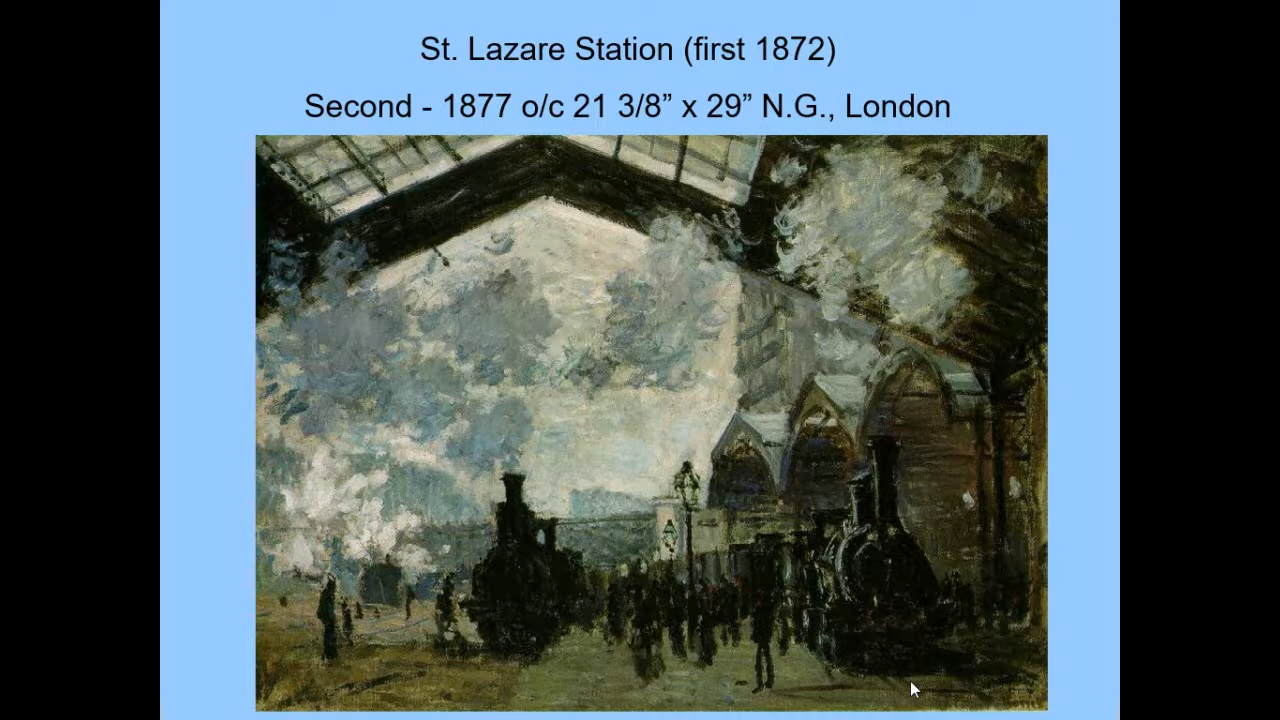 St. Lazare Station (first 1872)
Second - 1877 o/c 21 3/8” x 29” N.G., London